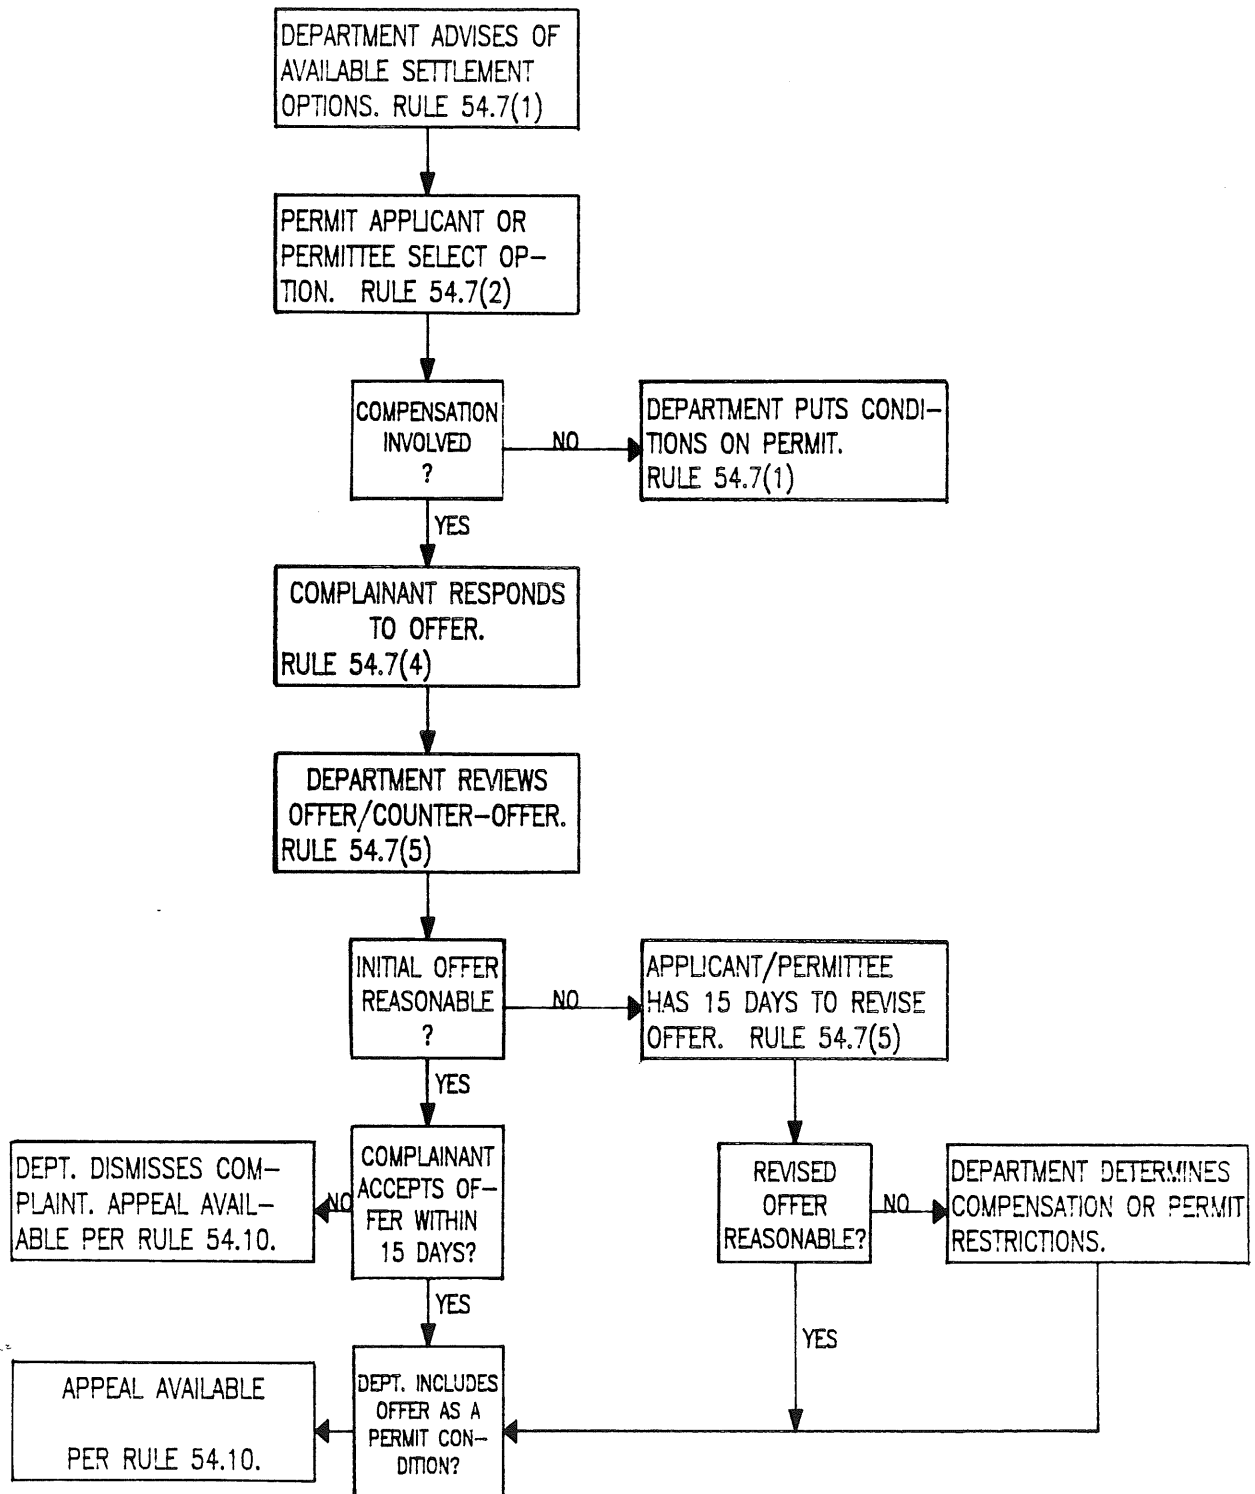 DEPARTMENT ADVISES OF
AVAILABLE SETTLEMENT
OPTIONS. RULE 54.7(1)
PERMIT APPLICANT OR
PERMITTEE SELECT OP-
TION. RULE 54.7(2)
COMPENSATION
INVOLVED
?
NO
DEPARTMENT PUTS CONDI-
TIONS ON PERMIT.
RULE 54.7(1)
YES
COMPLAINANT RESPONDS
TO OFFER.
RULE 54.7(4)
DEPARTMENT REVIEWS
OFFER/COUNTER-OFFER.
RULE 54.7(5)
INITIAL OFFER
REASONABLE
?
NO
APPLICANT/PERMITTEE
HAS 15 DAYS TO REVISE
OFFER. RULE 54.7(5)
YES
DEPT. DISMISSES COM-
PLAINT. APPEAL AVAIL-
ABLE PER RULE 54.10.
NO
COMPLAINANT
ACCEPTS OF-
FER WITHIN
15 DAYS?
REVISED
OFFER
REASONABLE?
NO
DEPARTMENT DETERMINES
COMPENSATION OR PERMIT
RESTRICTIONS.
YES
YES
APPEAL AVAILABLE
PER RULE 54.10.
DEPT. INCLUDES
OFFER AS A
PERMIT CON-
DITION?